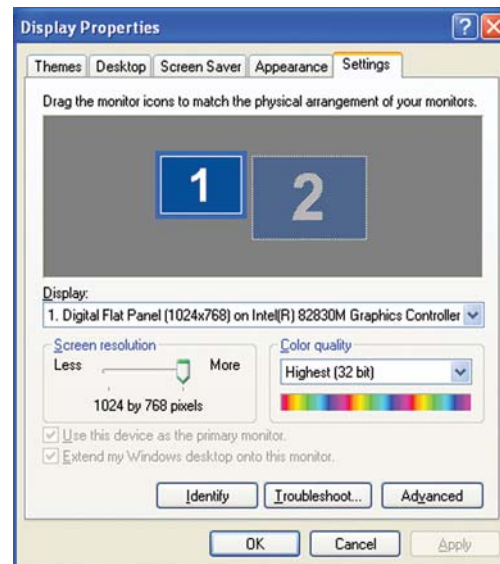 Display Properties
Themes Desktop Screen Saver Appearance Settings
Drag the monitor icons to match the physical arrangement of your monitors.
1 2
Display:
1. Digital Flat Panel (1024x768) on Intel(R) 82830M Graphics Controller
Screen resolution
Less More
1024 by 768 pixels
Color quality
Highest (32 bit)
Use this device as the primary monitor.
Extend my Windows desktop onto this monitor.
Identify Troubleshoot... Advanced
OK Cancel Apply